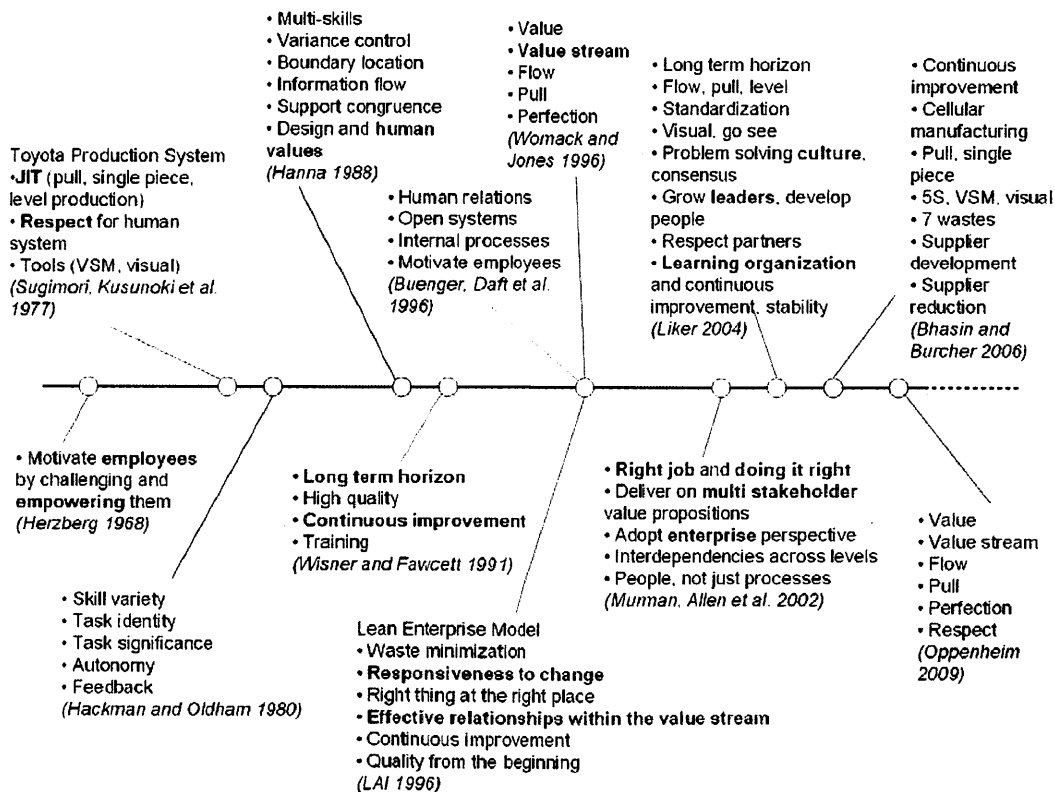 • Multi-skills
• Variance control
• Boundary location
• Information flow
• Support congruence
• Design and human
values
(Hanna 1988)
• Value
• Value stream
• Flow
• Pull
• Perfection
(Womack and
Jones 1996)
• Long term horizon
• Flow, pull, level
• Standardization
• Visual, go see
• Problem solving culture,
consensus
• Grow leaders, develop
people
• Respect partners
• Learning organization
and continuous
improvement, stability
(Liker 2004)
• Continuous
improvement
• Cellular
manufacturing
• Pull, single
piece
• 5S, VSM, visual
• 7 wastes
• Supplier
development
• Supplier
reduction
(Bhasin and
Burcher 2006)
Toyota Production System
•JIT (pull, single piece,
level production)
• Respect for human
system
• Tools (VSM, visual)
(Sugimori, Kusunoki et al.
1977)
• Human relations
• Open systems
• Internal processes
• Motivate employees
(Buenger, Daft et al.
1996)
• Motivate employees
by challenging and
empowering them
(Herzberg 1968)
• Skill variety
• Task identity
• Task significance
• Autonomy
• Feedback
(Hackman and Oldham 1980)
• Long term horizon
• High quality
• Continuous improvement
• Training
(Wisner and Fawcett 1991)
Lean Enterprise Model
• Waste minimization
• Responsiveness to change
• Right thing at the right place
• Effective relationships within the value stream
• Continuous improvement
• Quality from the beginning
(LAI 1996)
• Right job and doing it right
• Deliver on multi stakeholder
value propositions
• Adopt enterprise perspective
• Interdependencies across levels
• People, not just processes
(Murman, Allen et al. 2002)
• Value
• Value stream
• Flow
• Pull
• Perfection
• Respect
(Oppenheim
2009)